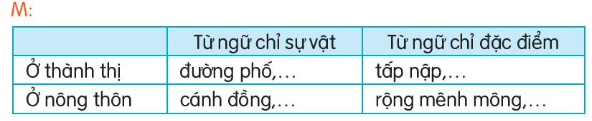 M:
Từ ngữ chỉ sự vật Từ ngữ chỉ đặc điểm
Ở thành thị đường phố,... tấp nập,...
Ở nông thôn cánh đồng,... rộng mênh mông,...